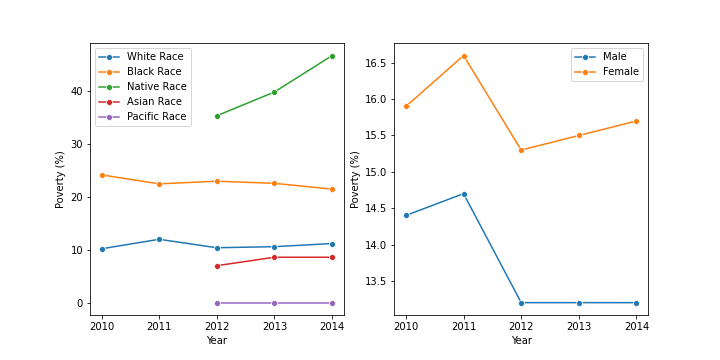 White Race
Black Race
Native Race
Asian Race
Pacific Race
40
30
20
10
0
Poverty (%)
2010 2011 2012 2013 2014
Year
Male
Female
16.5
16.0
15.5
15.0
14.5
14.0
13.5
Poverty (%)
2010 2011 2012 2013 2014
Year